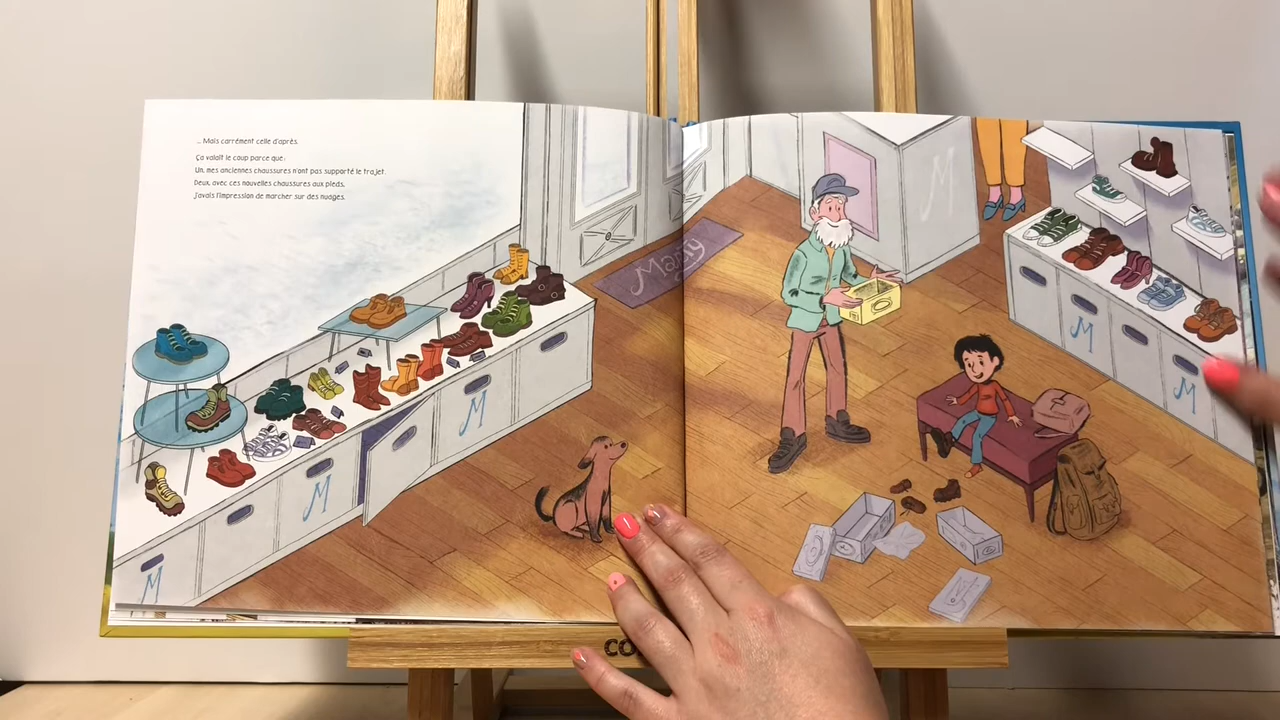 ... Mais carrément celle d'après.
Ça valait le coup parce que :
Un, mes anciennes chaussures n'ont pas supporté le trajet.
Deux, avec ces nouvelles chaussures aux pieds,
j'avais l'impression de marcher sur des nuages.
M
M
M
M
M
M
CO